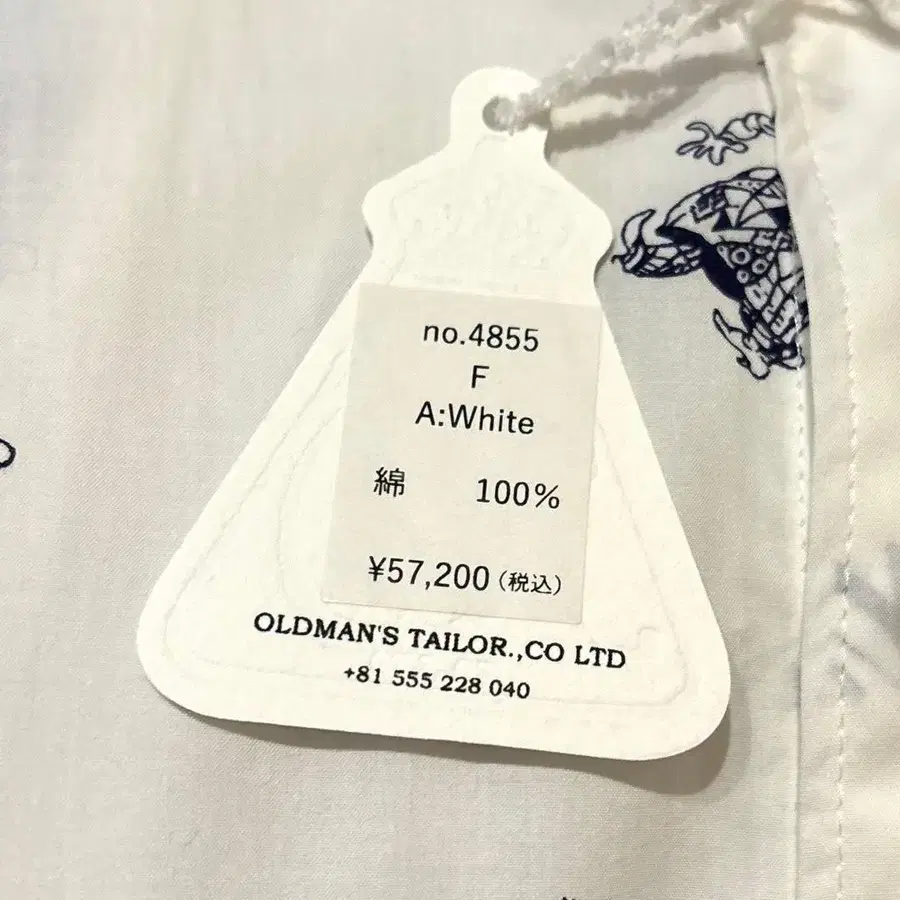 no.4855
F
A:White
綿 100%
¥57,200(税込)
OLDMAN'S TAILOR.,CO LTD
+81 555 228 040